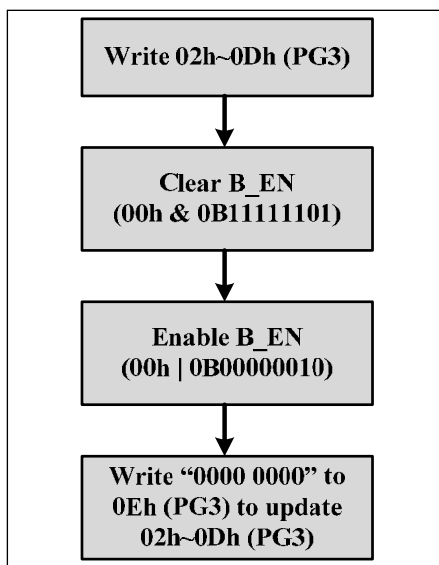 Write 02h~0Dh (PG3)
Clear B_EN
(00h & 0B11111101)
Enable B_EN
(00h | 0B00000010)
Write “0000 0000” to
0Eh (PG3) to update
02h~0Dh (PG3)